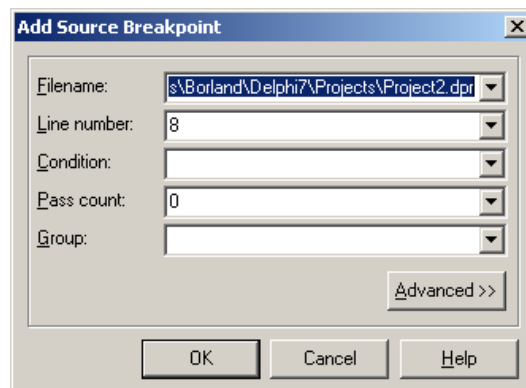 Add Source Breakpoint
Filename: s\Borland\Delphi7\Projects\Project2.dpr
Line number: 8
Condition:
Pass count: 0
Group:
Advanced >>
OK Cancel Help